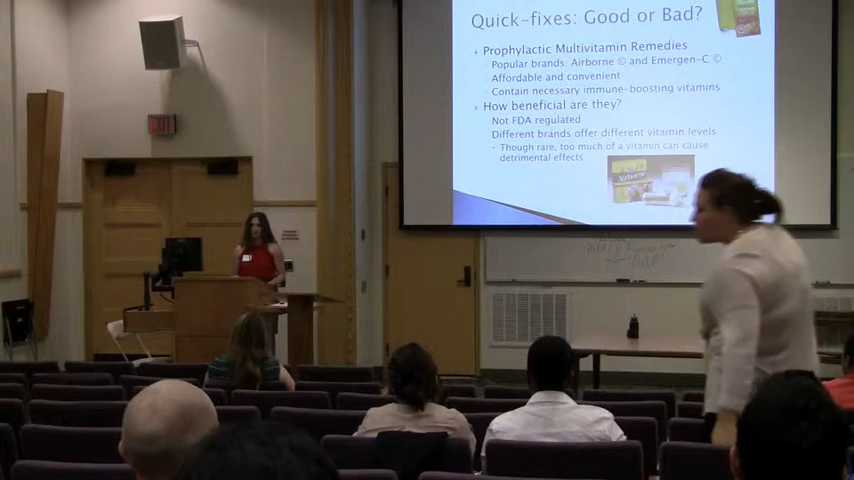 Quick-fixes: Good or Bad?
Prophylactic Multivitamin Remedies
Popular brands: Airborne © and Emergen-C ©
Affordable and convenient
Contain necessary immune-boosting vitamins
How beneficial are they?
Not FDA regulated
Different brands offer different vitamin levels
- Though rare, too much of a vitamin can cause
detrimental effects
Airborne
EXIT